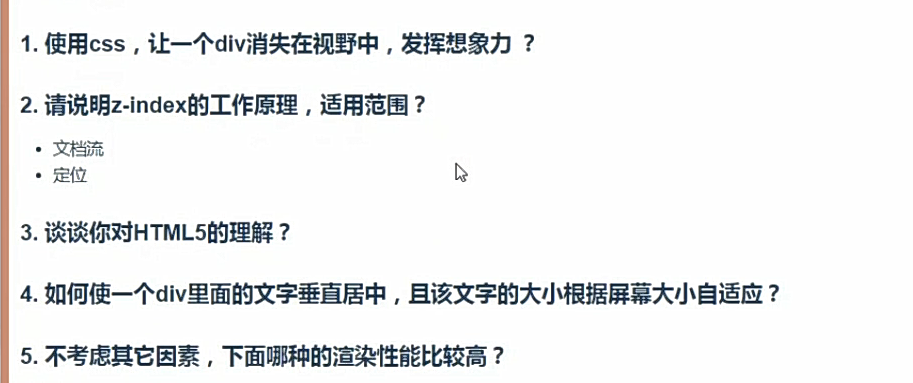 1. 使用css，让一个div消失在视野中，发挥想象力 ？
2. 请说明z-index的工作原理，适用范围？
• 文档流
• 定位
3. 谈谈你对HTML5的理解？
4. 如何使一个div里面的文字垂直居中，且该文字的大小根据屏幕大小自适应？
5. 不考虑其它因素，下面哪种的渲染性能比较高？